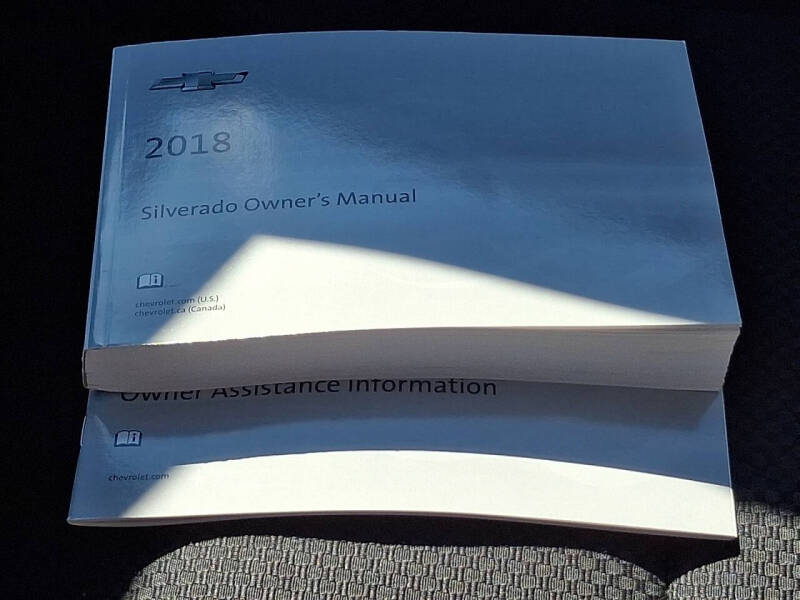 2018
Silverado Owner's Manual
chevrolet.com (U.S.)
chevrolet.ca (Canada)
Owner Assistance Information
chevrolet.com